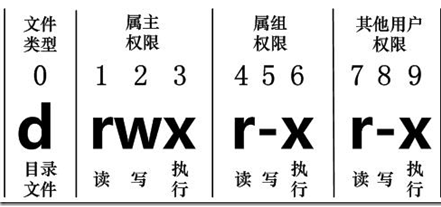 文件 属主 属组 其他用户
类型 权限 权限 权限
0 1 2 3 4 5 6 7 8 9
d rwx r-x r-x
目录 读 写 执 读 写 执 读 写 执
文件 行 行 行